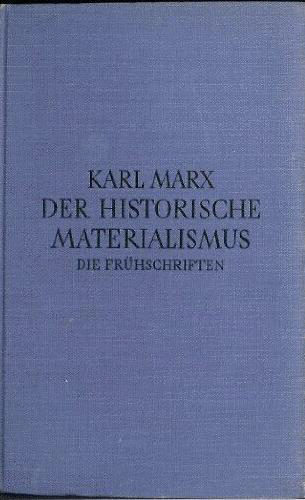 KARL MARX
DER HISTORISCHE
MATERIALISMUS
DIE FRÜHSCHRIFTEN